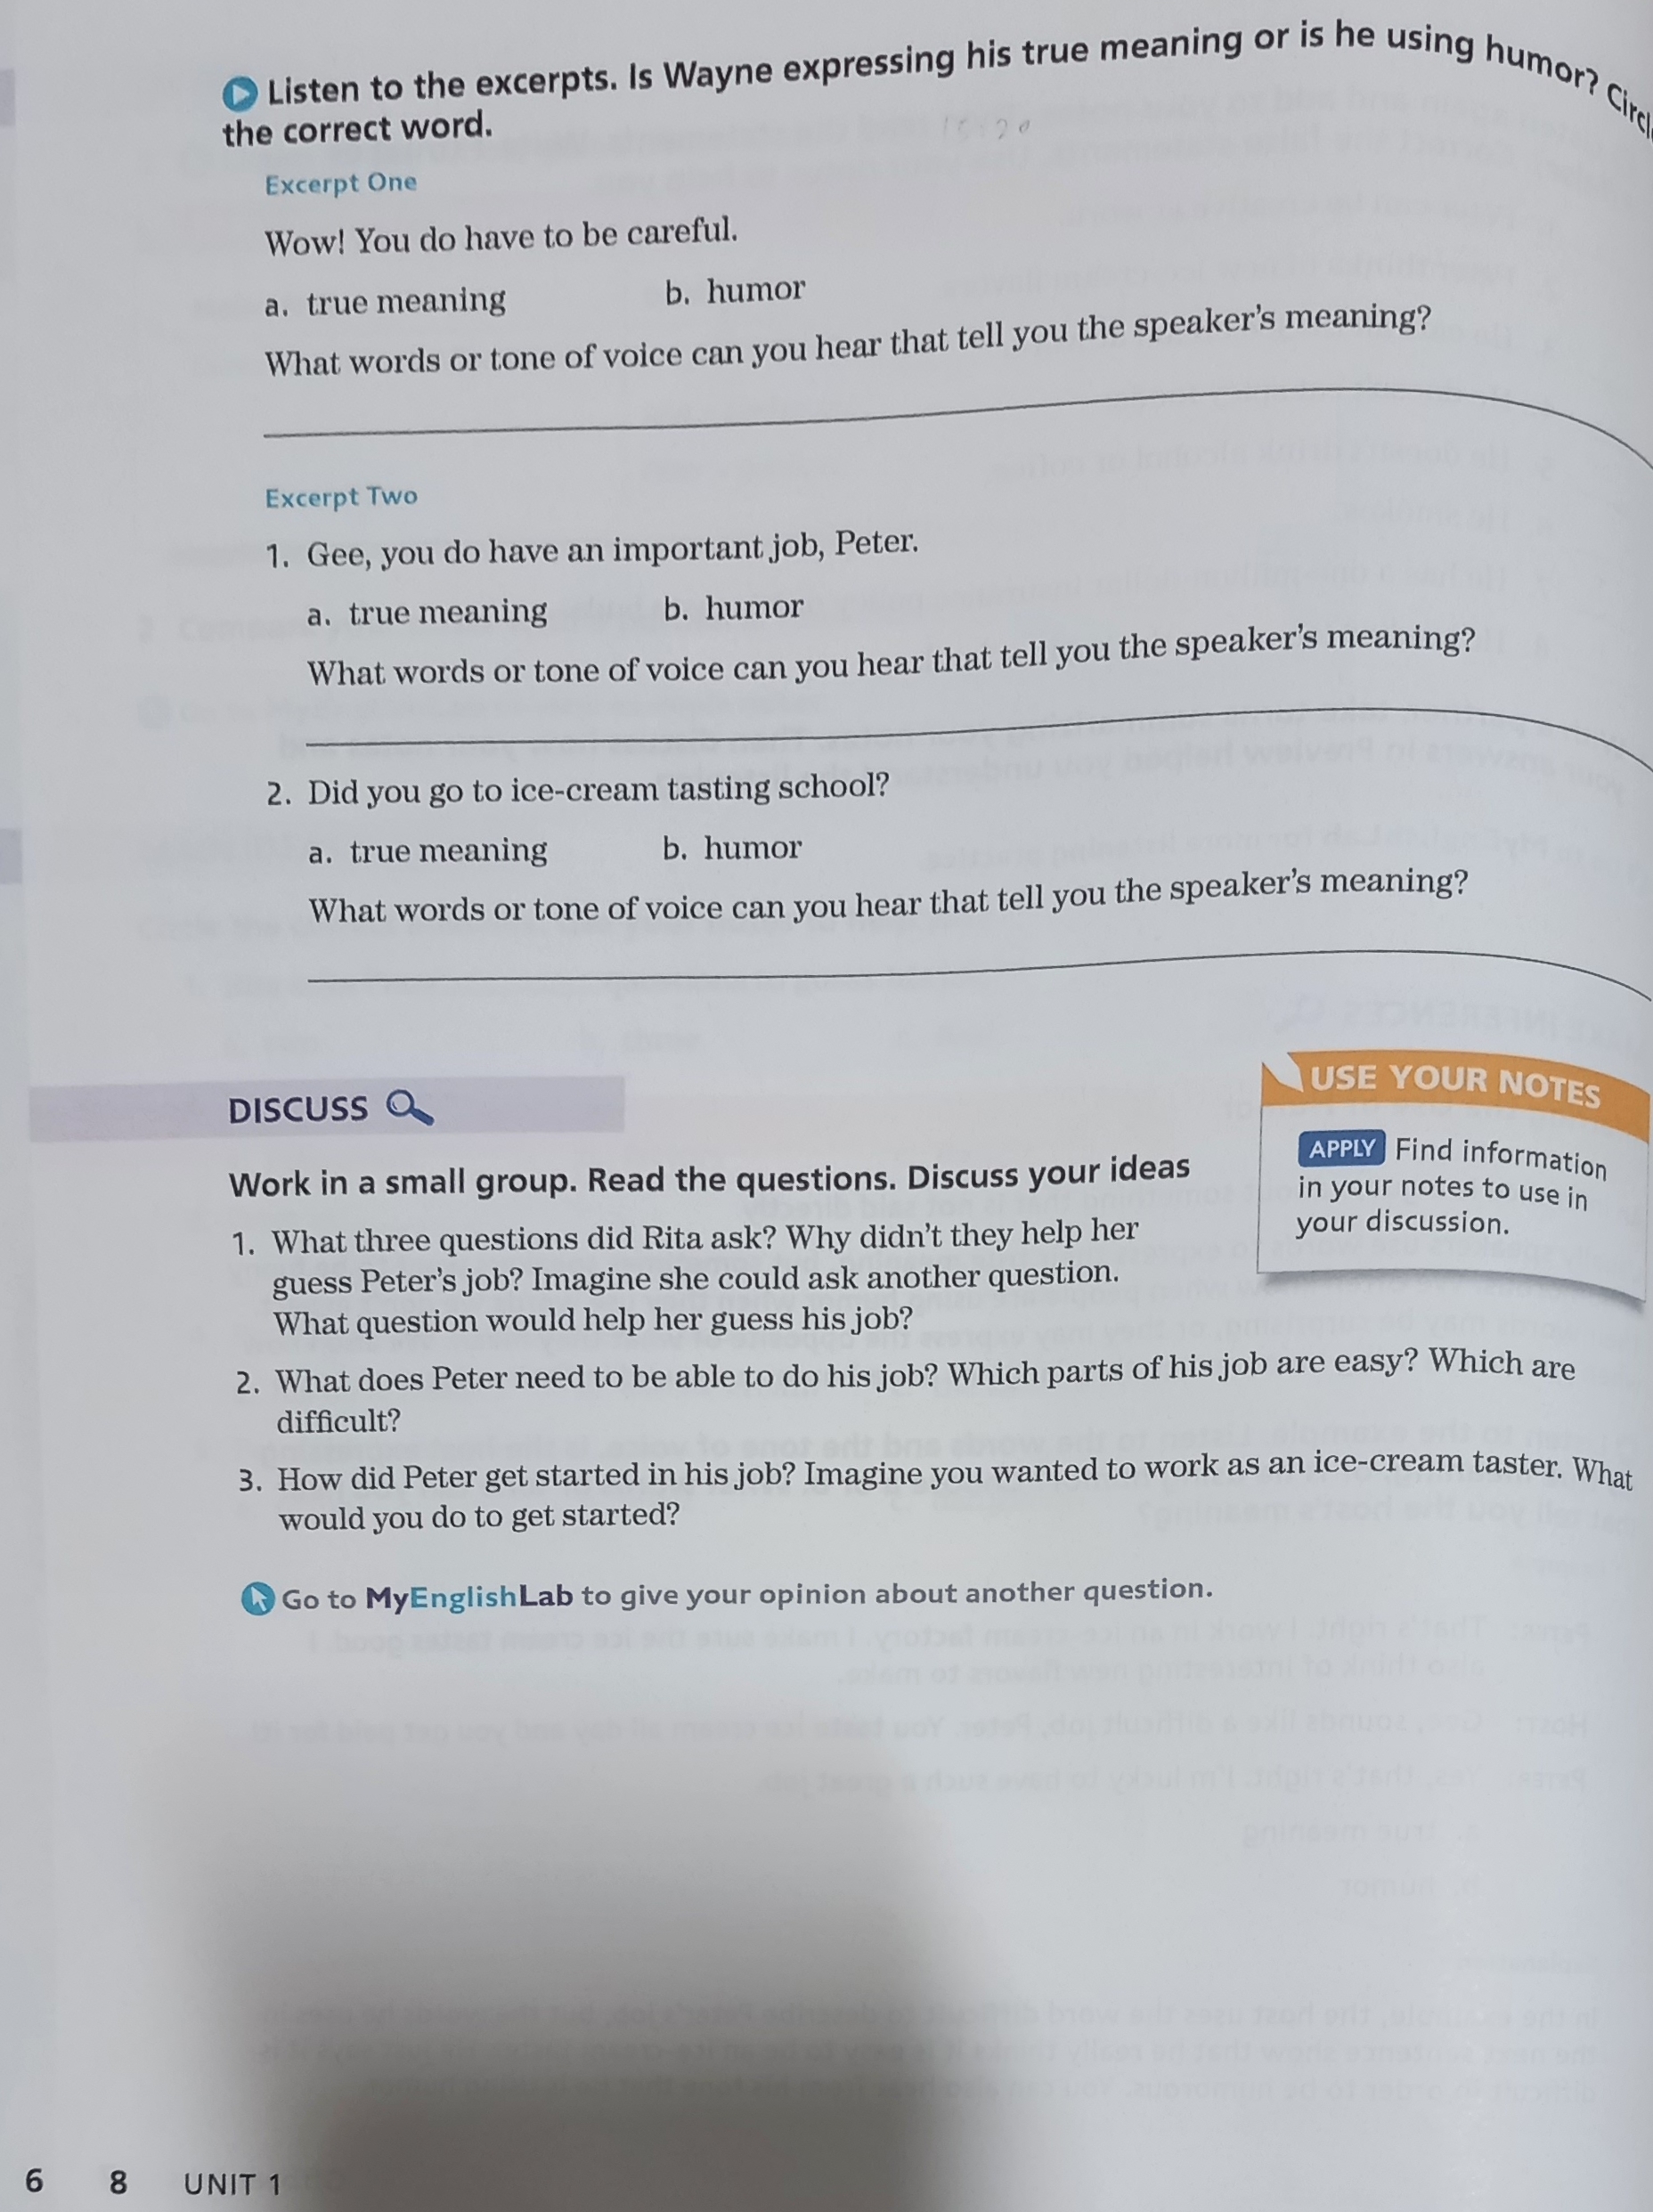 Listen to the excerpts. Is Wayne expressing his true meaning or is he using humor? Circle
the correct word.
Excerpt One
Wow! You do have to be careful.
a. true meaning b. humor
What words or tone of voice can you hear that tell you the speaker's meaning?
Excerpt Two
1. Gee, you do have an important job, Peter.
a. true meaning b. humor
What words or tone of voice can you hear that tell you the speaker's meaning?
2. Did you go to ice-cream tasting school?
a. true meaning b. humor
What words or tone of voice can you hear that tell you the speaker's meaning?
DISCUSS
Work in a small group. Read the questions. Discuss your ideas
1. What three questions did Rita ask? Why didn't they help her
guess Peter's job? Imagine she could ask another question.
What question would help her guess his job?
USE YOUR NOTES
APPLY Find information
in your notes to use in
your discussion.
2. What does Peter need to be able to do his job? Which parts of his job are easy? Which are
difficult?
3. How did Peter get started in his job? Imagine you wanted to work as an ice-cream taster. What
would you do to get started?
Go to MyEnglishLab to give your opinion about another question.
6 8 UNIT 1